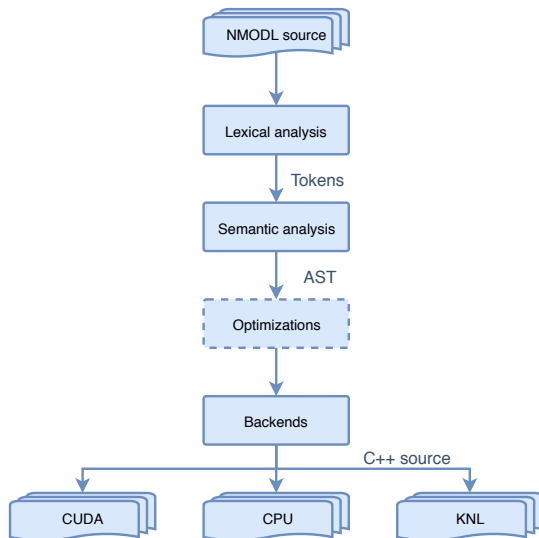 NMODL source
Lexical analysis
Tokens
Semantic analysis
AST
Optimizations
Backends
C++ source
CUDA
CPU
KNL